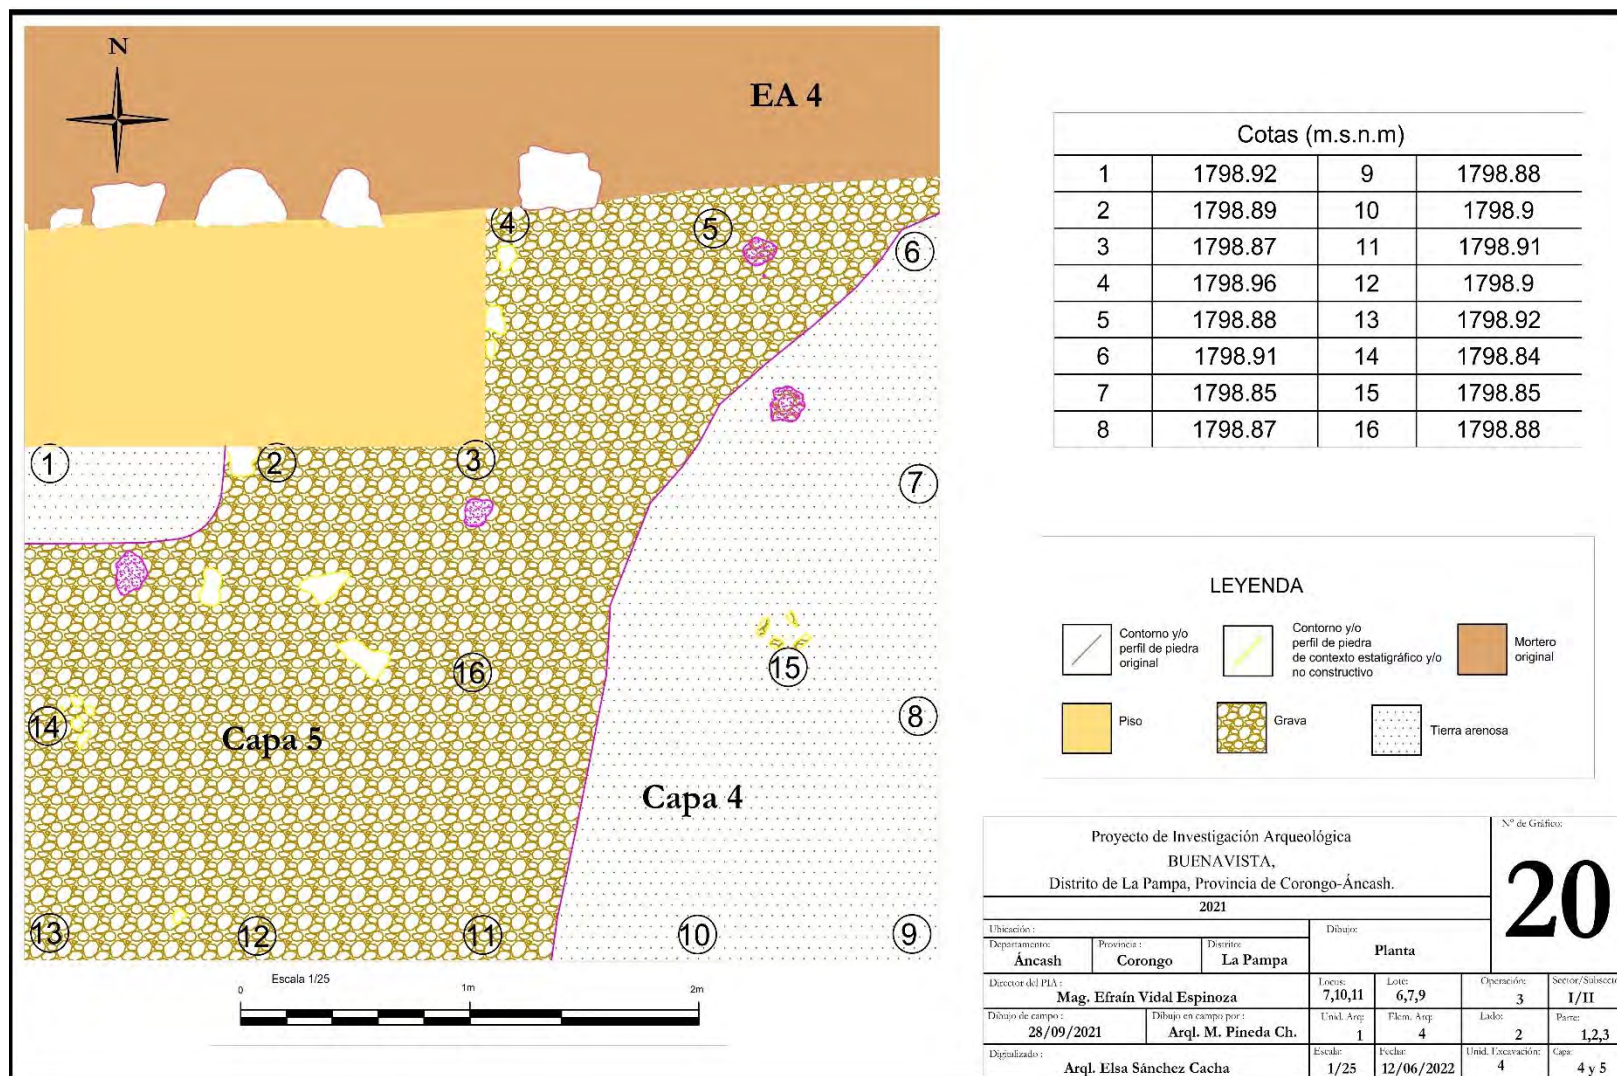 N
EA 4
4
5
6
1
2
3
7
16
15
14
8
Capa 5
Capa 4
13
12
11
10
9
Escala 1/25
0 1m 2m
Cotas (m.s.n.m)
1 1798.92 9 1798.88
2 1798.89 10 1798.9
3 1798.87 11 1798.91
4 1798.96 12 1798.9
5 1798.88 13 1798.92
6 1798.91 14 1798.84
7 1798.85 15 1798.85
8 1798.87 16 1798.88
LEYENDA
Contorno y/o
perfil de piedra
original
Contorno y/o
perfil de piedra
de contexto estatigráfico y/o
no constructivo
Mortero
original
Piso
Grava
Tierra arenosa
Proyecto de Investigación Arqueológica
BUENAVISTA,
Distrito de La Pampa, Provincia de Corongo-Áncash.
2021
N° de Gráfico:
20
Ubicación :
Departamento:
Áncash
Provincia :
Corongo
Distrito:
La Pampa
Dibujo:
Planta
Director del PIA :
Mag. Efraín Vidal Espinoza
Locus:
7,10,11
Lote:
6,7,9
Operación:
3
Sector/Subsecto
I/II
Dibujo de campo :
28/09/2021
Dibujo en campo por :
Arql. M. Pineda Ch.
Unid. Arq:
1
Elem. Arq:
4
Lado:
2
Parte:
1,2,3
Digitalizado :
Arql. Elsa Sánchez Cacha
Escala:
1/25
Fecha:
12/06/2022
Unid. Excavación:
4
Capa:
4 y 5